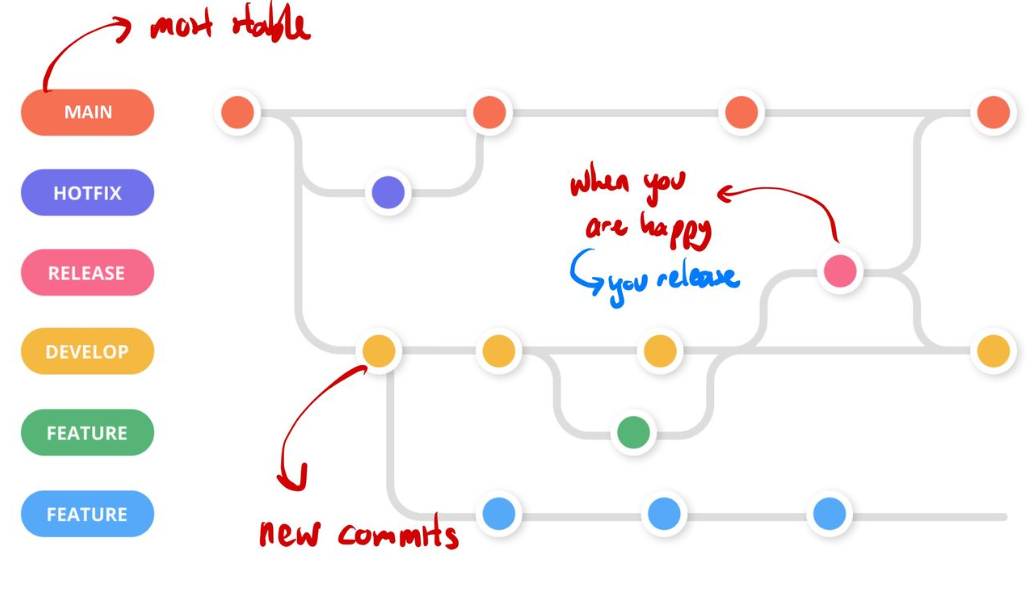 most stable
MAIN
HOTFIX
when you
are happy
you release
RELEASE
DEVELOP
FEATURE
FEATURE
new commits